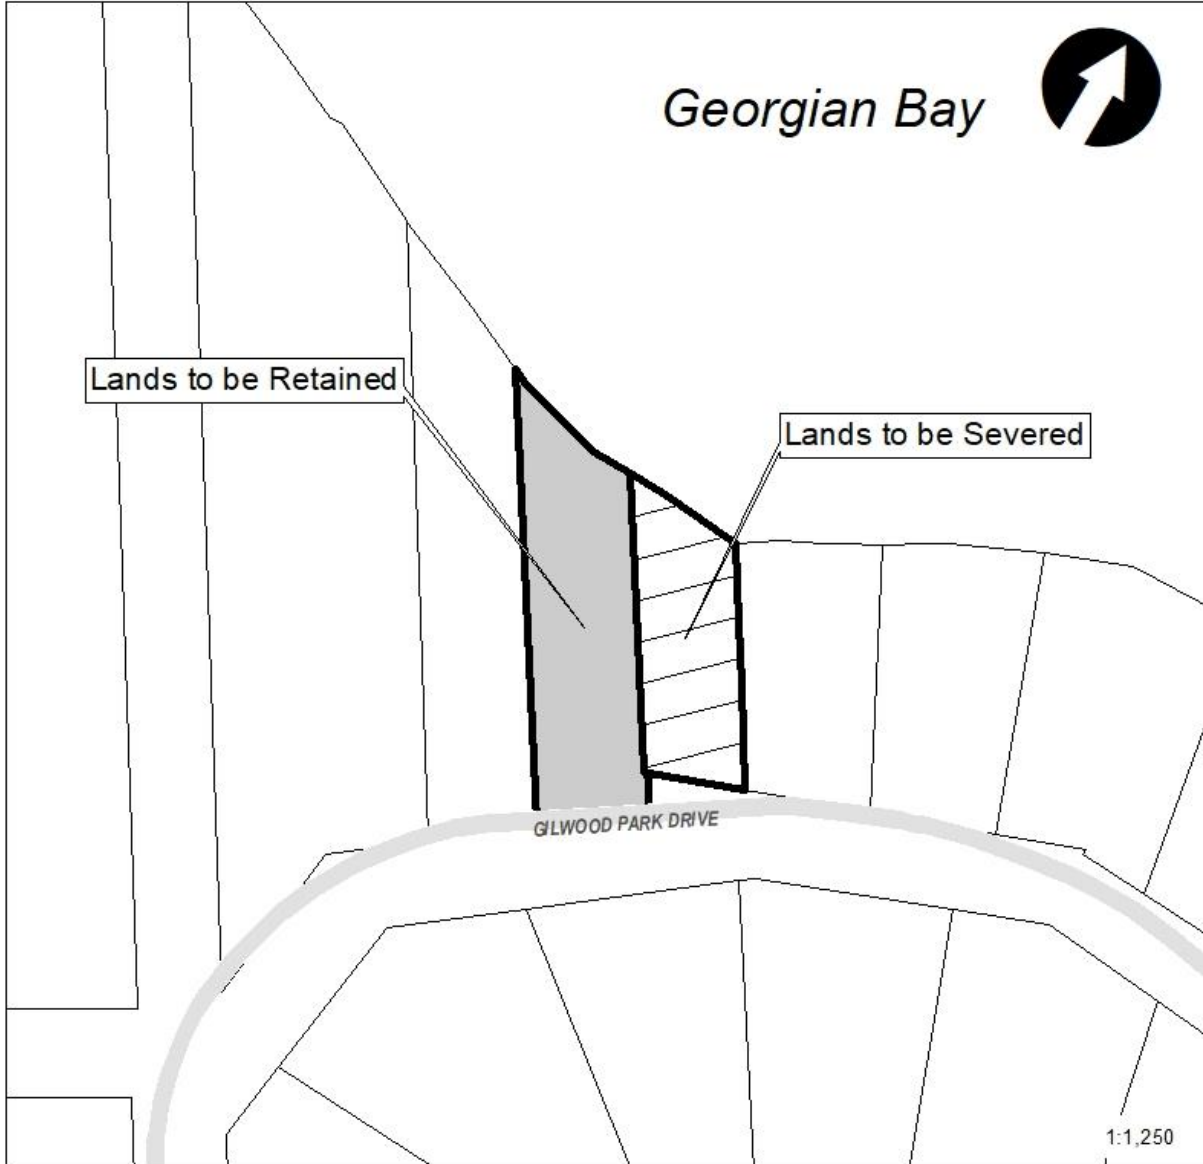 Georgian Bay
Lands to be Retained
Lands to be Severed
GILWOOD PARK DRIVE
1:1,250